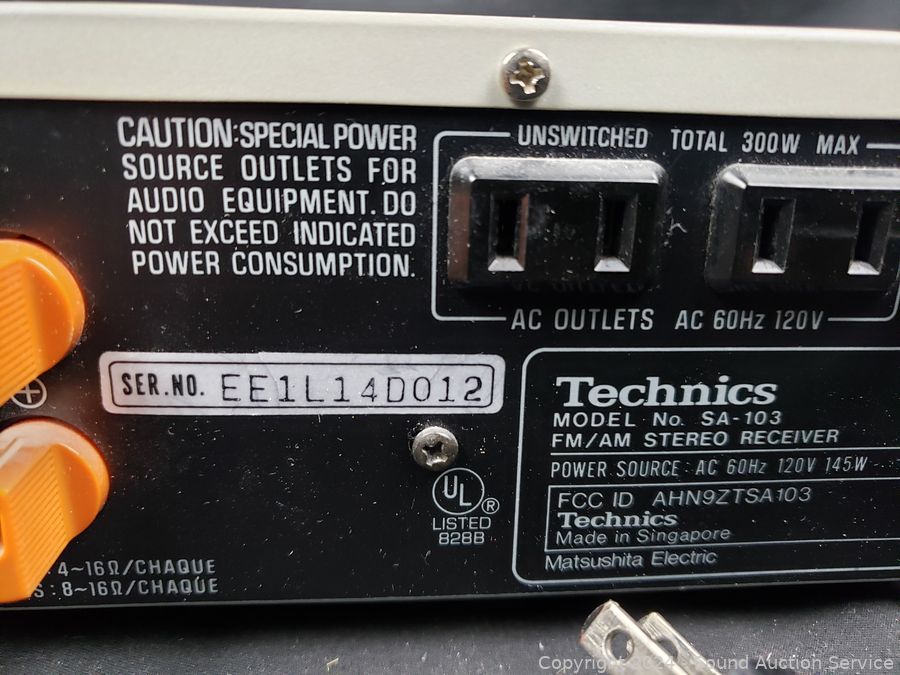 CAUTION: SPECIAL POWER
SOURCE OUTLETS FOR
AUDIO EQUIPMENT. DO
NOT EXCEED INDICATED
POWER CONSUMPTION.
UNSWITCHED TOTAL 300W MAX
AC OUTLETS AC 60Hz 120V
SER.NO. EE1L14D012
UL ®
LISTED
828B
Technics
MODEL No. SA-103
FM/AM STEREO RECEIVER
POWER SOURCE: AC 60Hz 120V 145W
FCC ID AHN9ZTSA103
Technics
Made in Singapore
Matsushita Electric
: 4~16Ω/CHAQUE
S : 8~16Ω/CHAQUE
Copyright 2024 Sound Auction Service